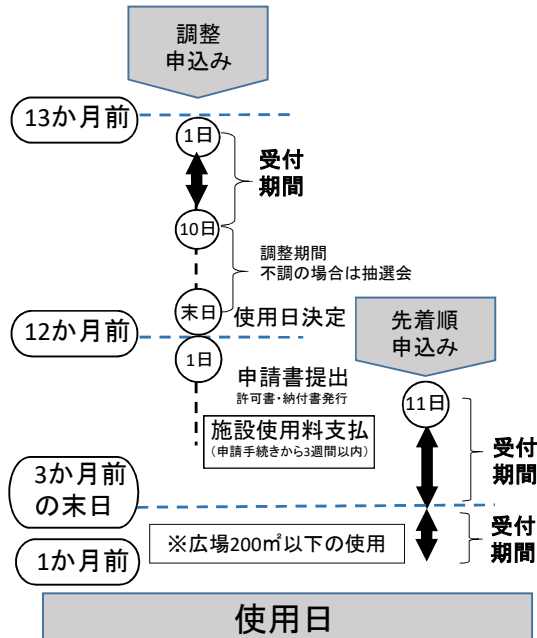 調整
申込み
13か月前
1日
受付
期間
10日
調整期間
不調の場合は抽選会
末日
使用日決定
12か月前
先着順
申込み
1日
申請書提出
許可書・納付書発行
11日
施設使用料支払
（申請手続きから3週間以内）
受付
期間
3か月前
の末日
受付
期間
※広場200㎡以下の使用
1か月前
使用日